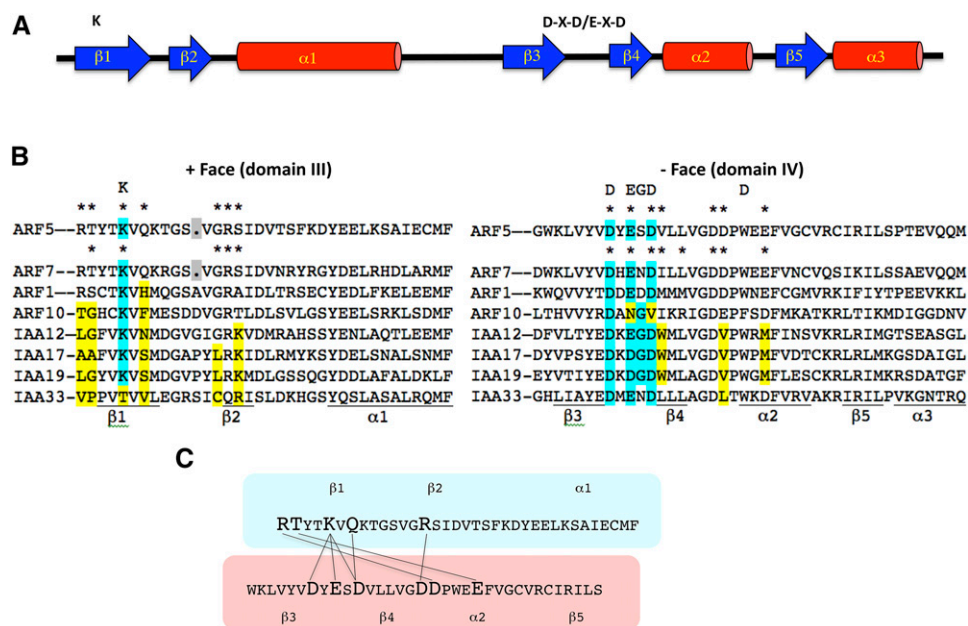 A
K
D-X-D/E-X-D
β1 β2 α1 β3 β4 α2 β5 α3
B
+ Face (domain III)
- Face (domain IV)
K
D EGD D
** * * ***
* * ** ** *
ARF5--RTYTKVQKTGS.VGRSIDVTSFKDYEELKSAIECMF
ARF5--GWKLVYVDYESDVLLVGDDPWEEFVGCVRCIRILSPTEVQQM
* * ***
* * ** ** *
ARF7--RTYTKVQKRGS.VGRSIDVNRYRGYDELRHDLARMF
ARF7--DWKLVYVDHENDILLVGDDPWEEFVNCVQSIKILSSAEVQQM
ARF1--RSCTKVHMQGSAVGRAIDLTRSECYEDLFKELEEMF
ARF1--KWQVVYTDDEDDMMMVGDDPWNEFCGMVRKIFIYTPEEVKKL
ARF10-TGHCKVFMESDDVGRTLDLSVLGSYQELYRKLAEMF
ARF10-LTHVVYRDANGVIKRIGDEPFSDFMKATKRLTIKMDIGGDNV
IAA12-LGFVKVNMDGVGIGRKVDMRAHSSYENLAQTLEEMF
IAA12-DYVLTYEDKEGDWMLVGDVPWRMFINSVKRLRIMGTSEASGL
IAA17-AAFVKVSMDGAPYLRKIDLRMYKSYDELSNALSNMF
IAA17-DYVPSYEDKDGDWMLVGDVPWPMFVDTCKRLRLMKGSDAIGL
IAA19-LGYVKVSMDGVPYLRKMDLGSSQGYDDLAFALDKLF
IAA19-EYVTIYEDKDGDWMLAGDVPWGMFLESCKRLRIMKRSDATGF
IAA33-VPPVTVVLEGRSICQRISLDKHGSYQSLASALRQMF
IAA33-GHLIAYEDMENDLLLAGDLTWKDFVRVAKRIRILPVKGNTRQ
β1 β2 α1
β3 β4 α2 β5 α3
C
β1 β2 α1
RTYTKVQKTGSVGRSIDVTSFKDYEELKSAIECMF
WKLVYVDYESDVLLVGDDPWEEFVGCVRCIRILS
β3 β4 α2 β5